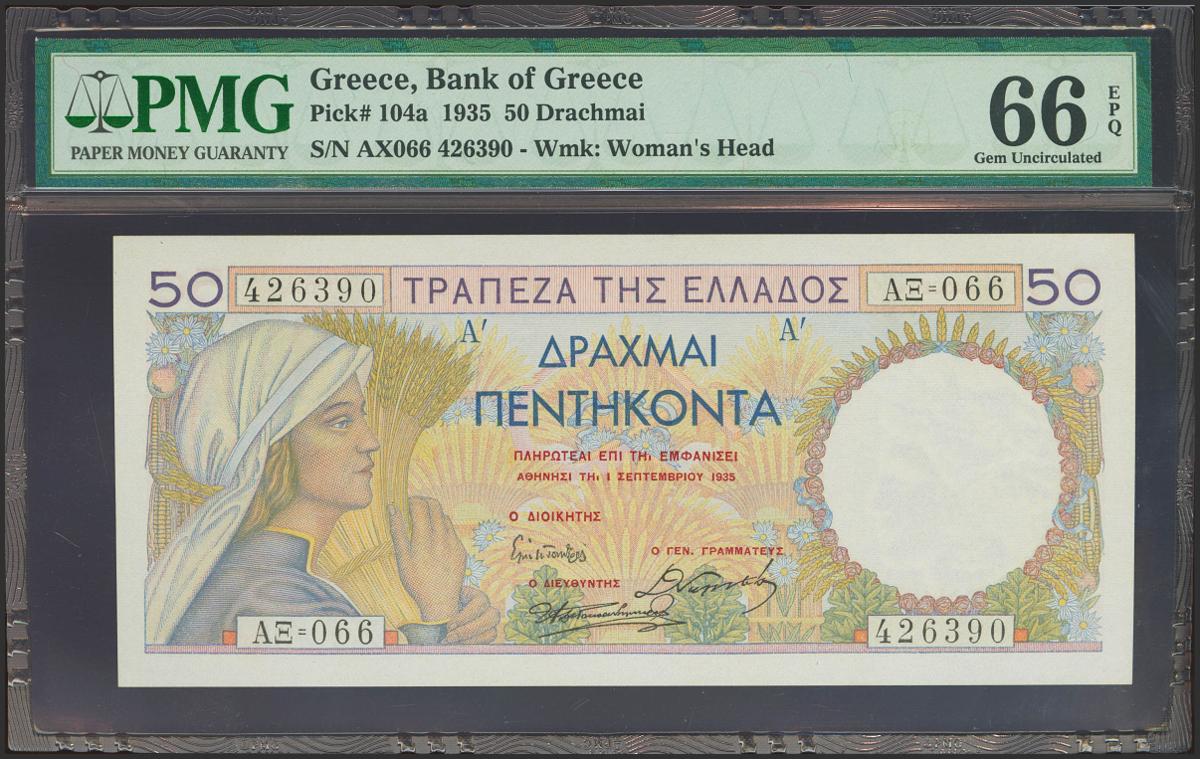 PMG
PAPER MONEY GUARANTY
Greece, Bank of Greece
Pick# 104a 1935 50 Drachmai
S/N AX066 426390 - Wmk: Woman's Head
66 EPQ
Gem Uncirculated
50 426390 ΤΡΑΠΕΖΑ ΤΗΣ ΕΛΛΑΔΟΣ ΑΞ=066 50
Α′ Α′
ΔΡΑΧΜΑΙ
ΠΕΝΤΗΚΟΝΤΑ
ΠΛΗΡΩΤΕΑΙ ΕΠΙ ΤΗι ΕΜΦΑΝΙΣΕΙ
ΑΘΗΝΗΣΙ ΤΗι 1 ΣΕΠΤΕΜΒΡΙΟΥ 1935
Ο ΔΙΟΙΚΗΤΗΣ
Ο ΓΕΝ. ΓΡΑΜΜΑΤΕΥΣ
Ο ΔΙΕΥΘΥΝΤΗΣ
ΑΞ=066 426390